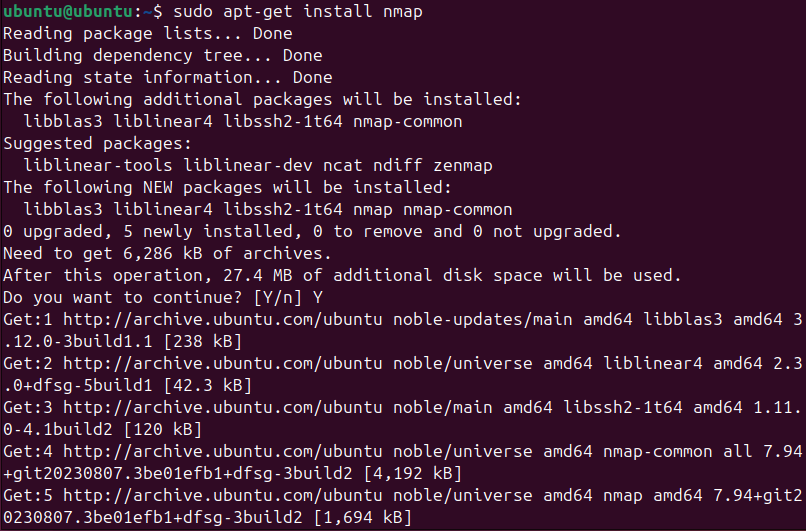 ubuntu@ubuntu:~$ sudo apt-get install nmap
Reading package lists... Done
Building dependency tree... Done
Reading state information... Done
The following additional packages will be installed:
  libblas3 liblinear4 libssh2-1t64 nmap-common
Suggested packages:
  liblinear-tools liblinear-dev ncat ndiff zenmap
The following NEW packages will be installed:
  libblas3 liblinear4 libssh2-1t64 nmap nmap-common
0 upgraded, 5 newly installed, 0 to remove and 0 not upgraded.
Need to get 6,286 kB of archives.
After this operation, 27.4 MB of additional disk space will be used.
Do you want to continue? [Y/n] Y
Get:1 http://archive.ubuntu.com/ubuntu noble-updates/main amd64 libblas3 amd64 3
.12.0-3build1.1 [238 kB]
Get:2 http://archive.ubuntu.com/ubuntu noble/universe amd64 liblinear4 amd64 2.3
.0+dfsg-5build1 [42.3 kB]
Get:3 http://archive.ubuntu.com/ubuntu noble/main amd64 libssh2-1t64 amd64 1.11.
0-4.1build2 [120 kB]
Get:4 http://archive.ubuntu.com/ubuntu noble/universe amd64 nmap-common all 7.94
+git20230807.3be01efb1+dfsg-3build2 [4,192 kB]
Get:5 http://archive.ubuntu.com/ubuntu noble/universe amd64 nmap amd64 7.94+git2
0230807.3be01efb1+dfsg-3build2 [1,694 kB]